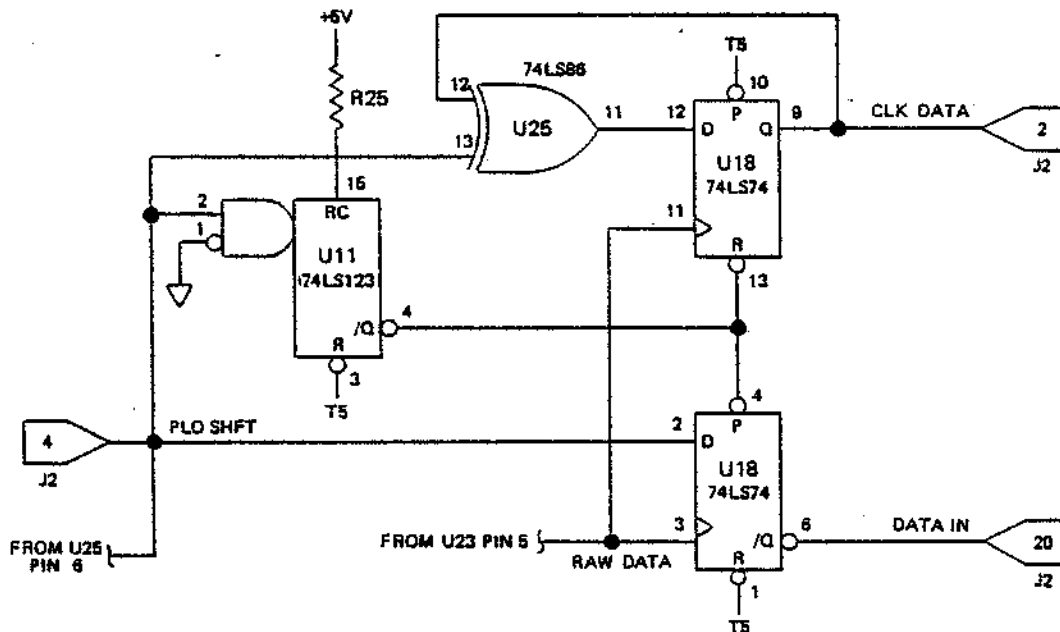 +5V
R25
74LS86
12
13
U25
11
T5
10
12
D
P
Q
9
CLK DATA
2
J2
U18
74LS74
11
R
13
15
RC
2
1
U11
74LS123
/Q
4
R
3
T5
4
J2
PLO SHFT
2
D
4
P
U18
74LS74
3
/Q
6
DATA IN
20
J2
R
1
T5
FROM U25
PIN 6
FROM U23 PIN 5
RAW DATA